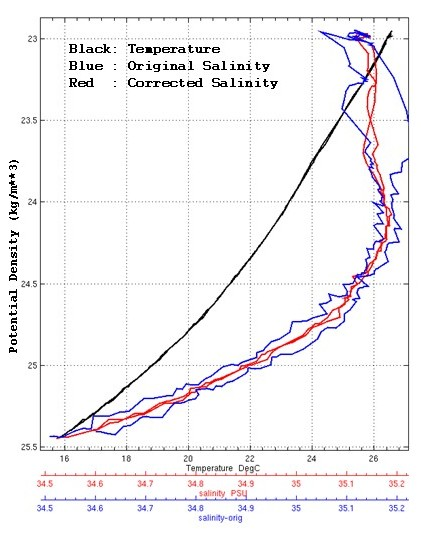 Black: Temperature
Blue : Original Salinity
Red : Corrected Salinity
Potential Density (kg/m**3)
23
23.5
24
24.5
25
25.5
16 18 20 22 24 26
Temperature DegC
34.5 34.6 34.7 34.8 34.9 35 35.1 35.2
salinity PSU
34.5 34.6 34.7 34.8 34.9 35 35.1 35.2
salinity-orig